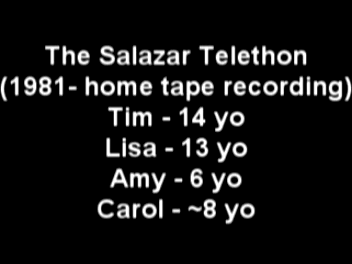 The Salazar Telethon
(1981- home tape recording)
Tim - 14 yo
Lisa - 13 yo
Amy - 6 yo
Carol - ~8 yo